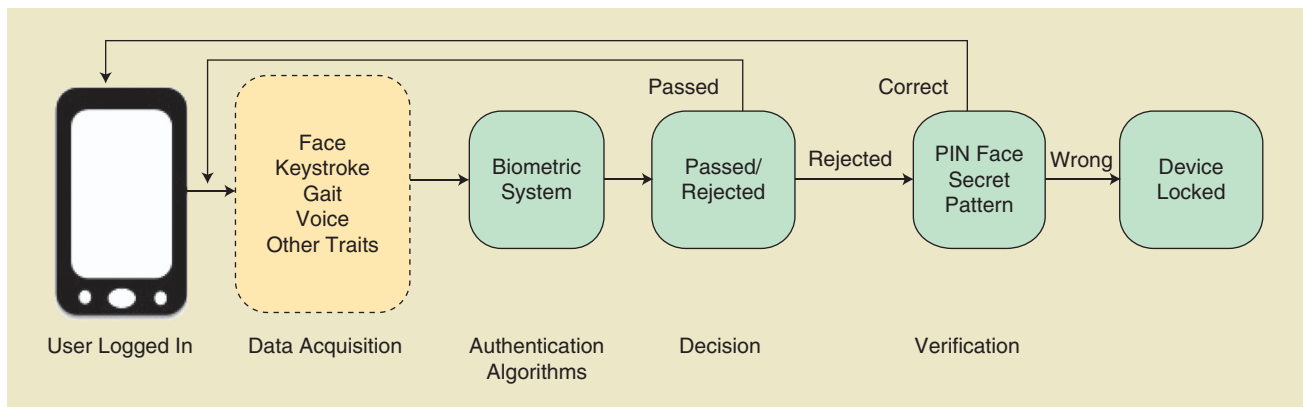 Passed
Correct
Face
Keystroke
Gait
Voice
Other Traits
Biometric
System
Passed/
Rejected
Rejected
PIN Face
Secret
Pattern
Wrong
Device
Locked
User Logged In
Data Acquisition
Authentication
Algorithms
Decision
Verification